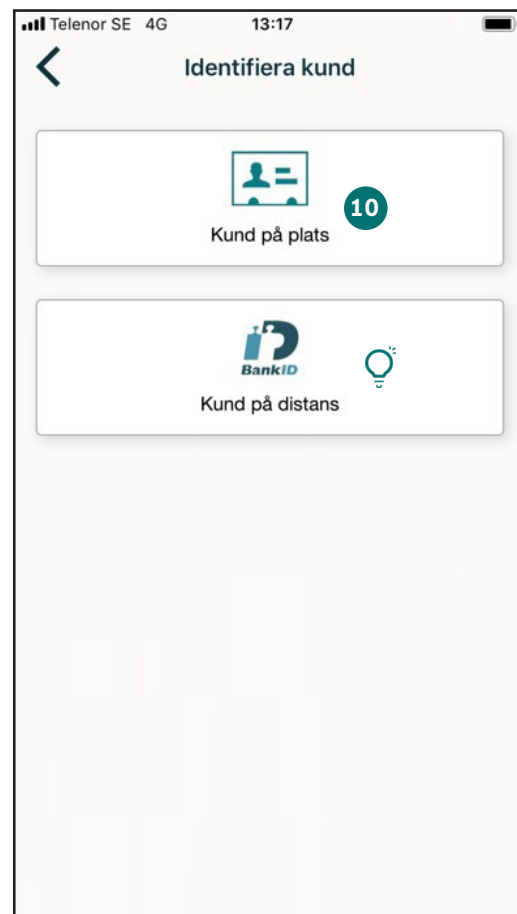 Telenor SE 4G 13:17
Identifiera kund
10
Kund på plats
BankID
Kund på distans